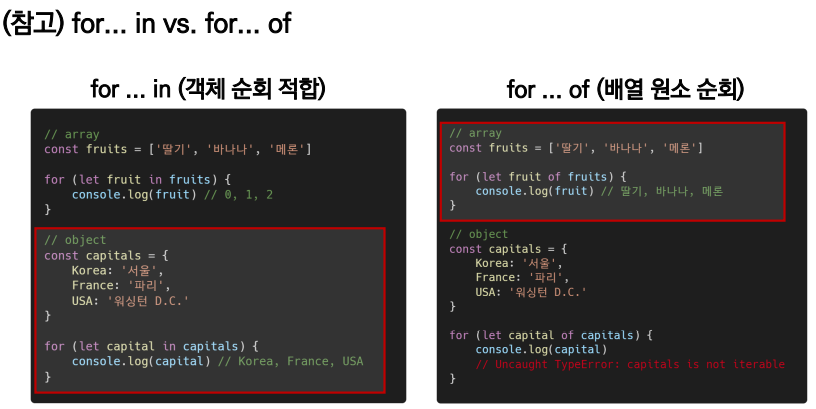 (참고) for... in vs. for... of
for ... in (객체 순회 적합)
// array
const fruits = ['딸기', '바나나', '메론']
for (let fruit in fruits) {
    console.log(fruit) // 0, 1, 2
}
// object
const capitals = {
    Korea: '서울',
    France: '파리',
    USA: '워싱턴 D.C.'
}
for (let capital in capitals) {
    console.log(capital) // Korea, France, USA
}
for ... of (배열 원소 순회)
// array
const fruits = ['딸기', '바나나', '메론']
for (let fruit of fruits) {
    console.log(fruit) // 딸기, 바나나, 메론
}
// object
const capitals = {
    Korea: '서울',
    France: '파리',
    USA: '워싱턴 D.C.'
}
for (let capital of capitals) {
    console.log(capital)
    // Uncaught TypeError: capitals is not iterable
}